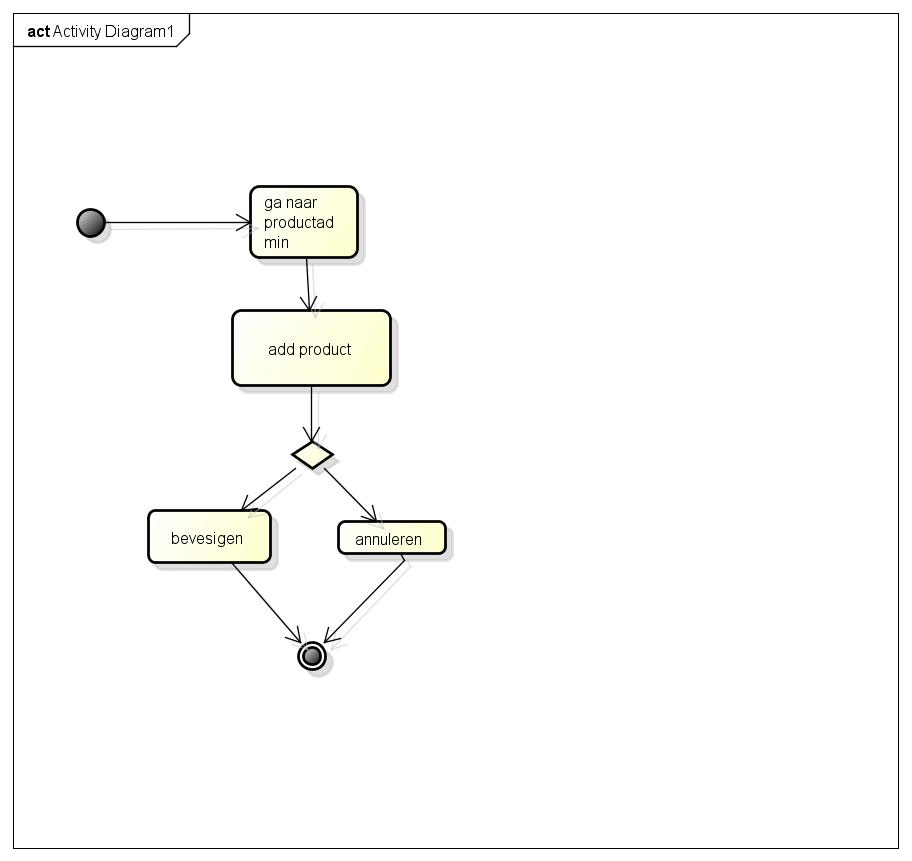 act Activity Diagram1
ga naar
productad
min
add product
bevesigen
annuleren